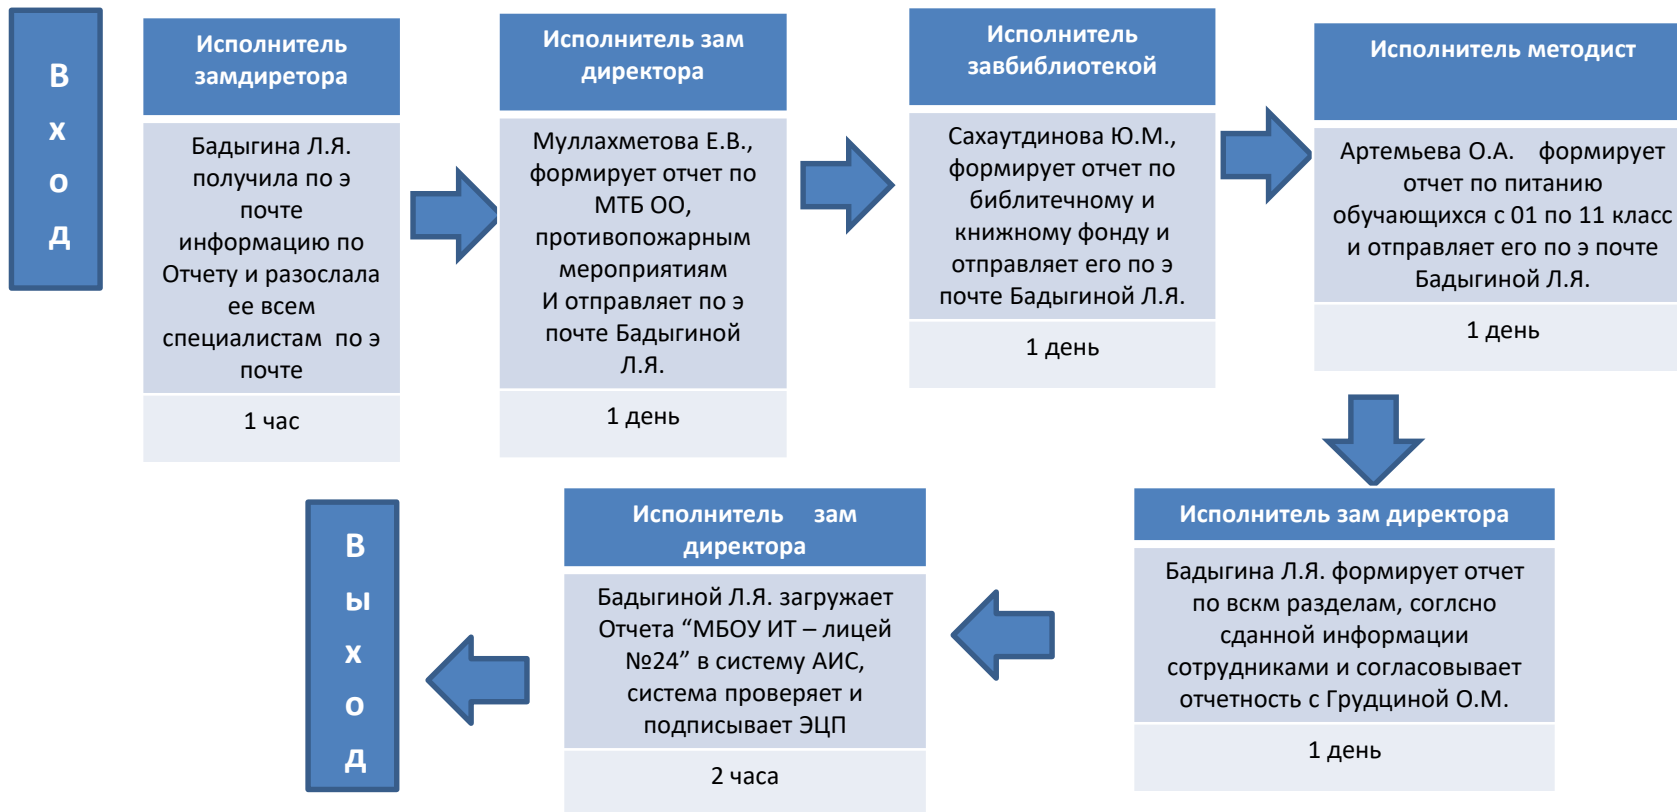 В
х
о
д
Исполнитель
замдиретора
Бадыгина Л.Я.
получила по э
почте
информацию по
Отчету и разослала
ее всем
специалистам по э
почте
1 час
Исполнитель зам
директора
Муллахметова Е.В.,
формирует отчет по
МТБ ОО,
противопожарным
мероприятиям
И отправляет по э
почте Бадыгиной
Л.Я.
1 день
Исполнитель
завбиблиотекой
Сахаутдинова Ю.М.,
формирует отчет по
библитечному и
книжному фонду и
отправляет его по э
почте Бадыгиной Л.Я.
1 день
Исполнитель методист
Артемьева О.А. формирует
отчет по питанию
обучающихся с 01 по 11 класс
и отправляет его по э почте
Бадыгиной Л.Я.
1 день
Исполнитель зам директора
Бадыгина Л.Я. формирует отчет
по вскм разделам, соглсно
сданной информации
сотрудниками и согласовывает
отчетность с Грудциной О.М.
1 день
Исполнитель зам
директора
Бадыгиной Л.Я. загружает
Отчета “МБОУ ИТ – лицей
№24” в систему АИС,
система проверяет и
подписывает ЭЦП
2 часа
В
ы
х
о
д